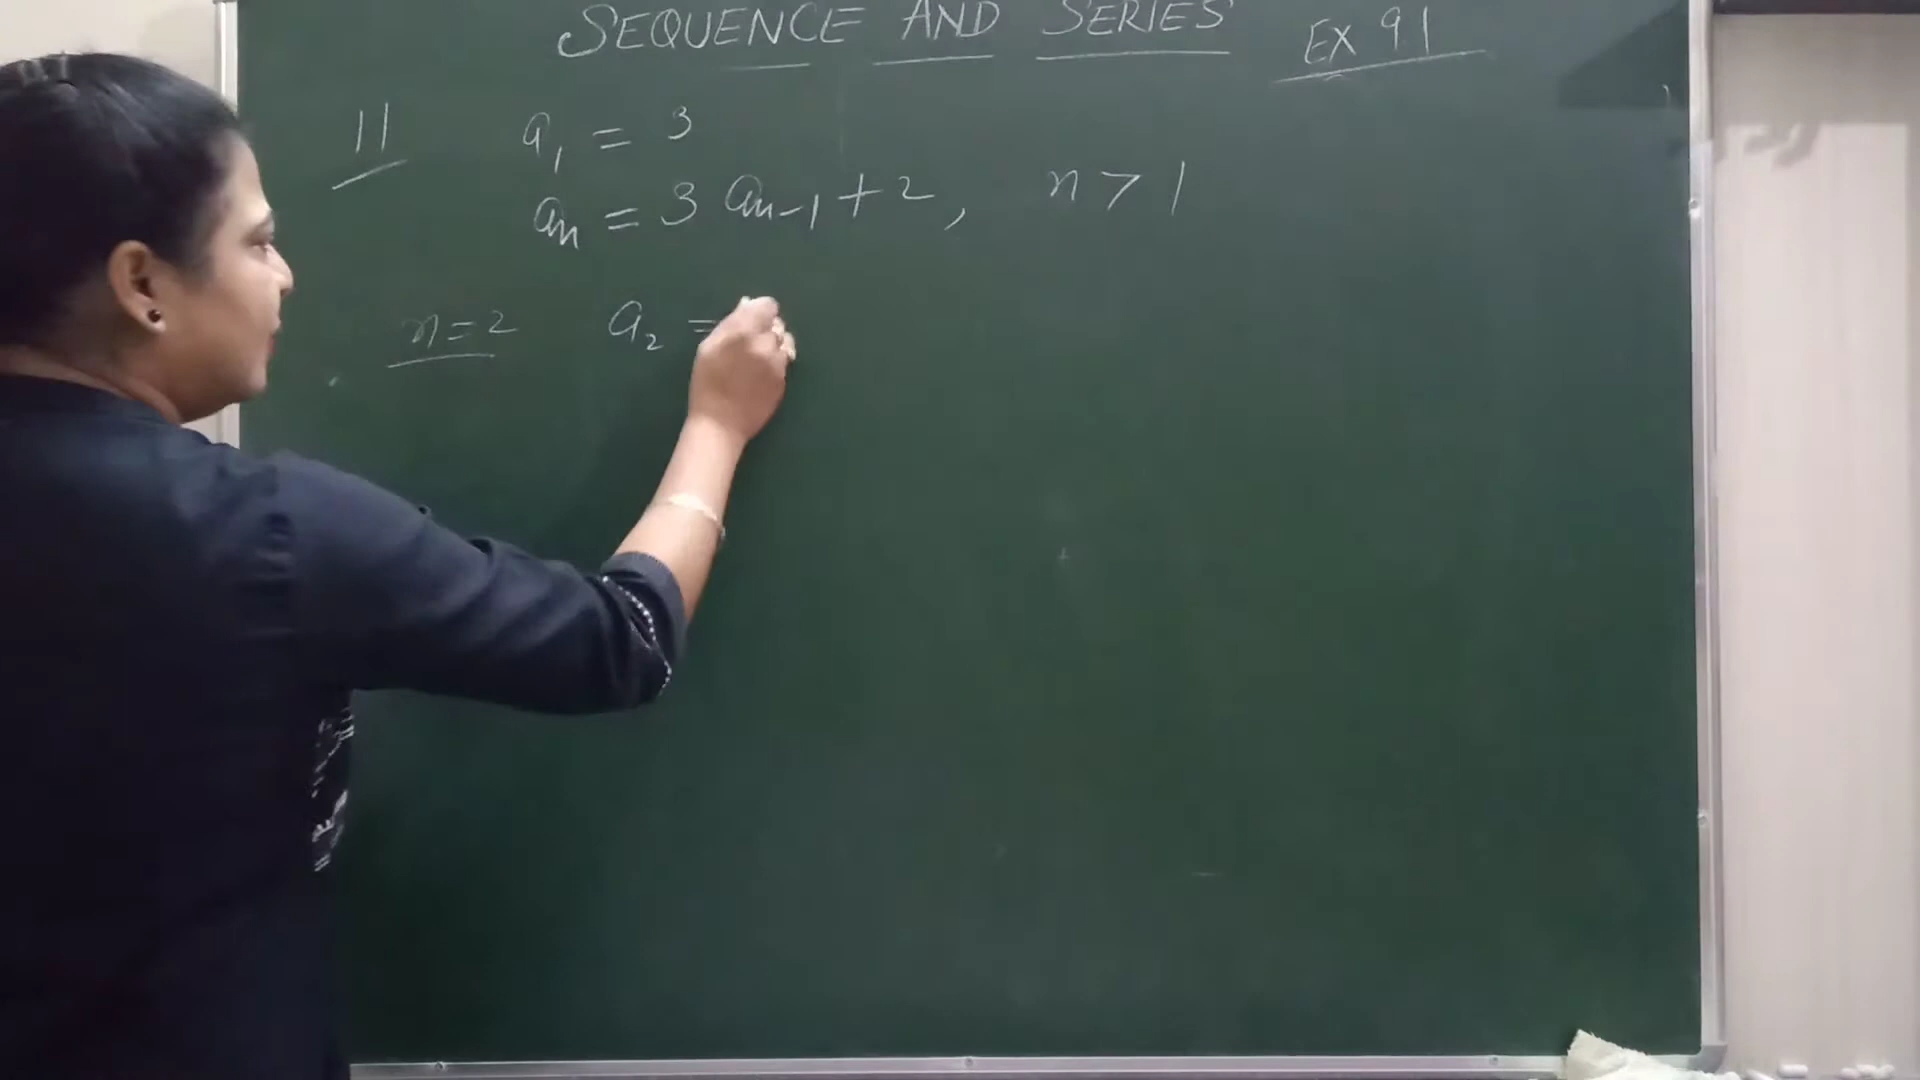 SEQUENCE AND SERIES EX 9.1
11 a₁ = 3
aₙ = 3 aₙ₋₁ + 2, n > 1
n = 2 a₂ =